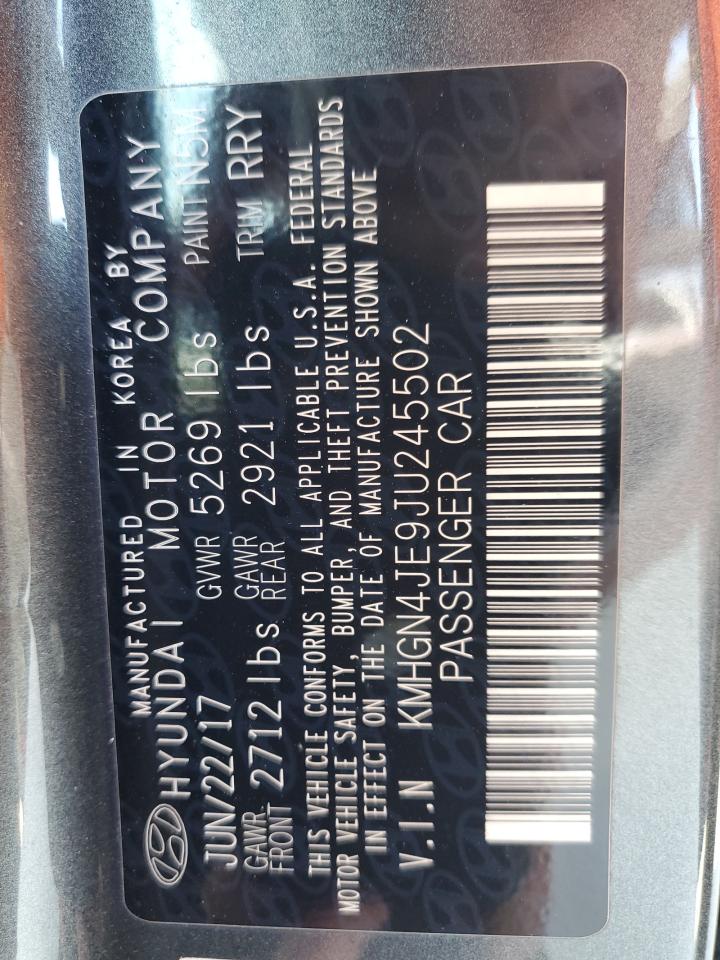 MANUFACTURED IN KOREA BY
HYUNDAI MOTOR COMPANY
JUN/22/17 GVWR 5269 lbs PAINT N5M
GAWR FRONT 2712 lbs GAWR REAR 2921 lbs TRIM RRY
THIS VEHICLE CONFORMS TO ALL APPLICABLE U.S.A. FEDERAL
MOTOR VEHICLE SAFETY, BUMPER, AND THEFT PREVENTION STANDARDS
IN EFFECT ON THE DATE OF MANUFACTURE SHOWN ABOVE
V.I.N KMHGN4JE9JU245502
PASSENGER CAR